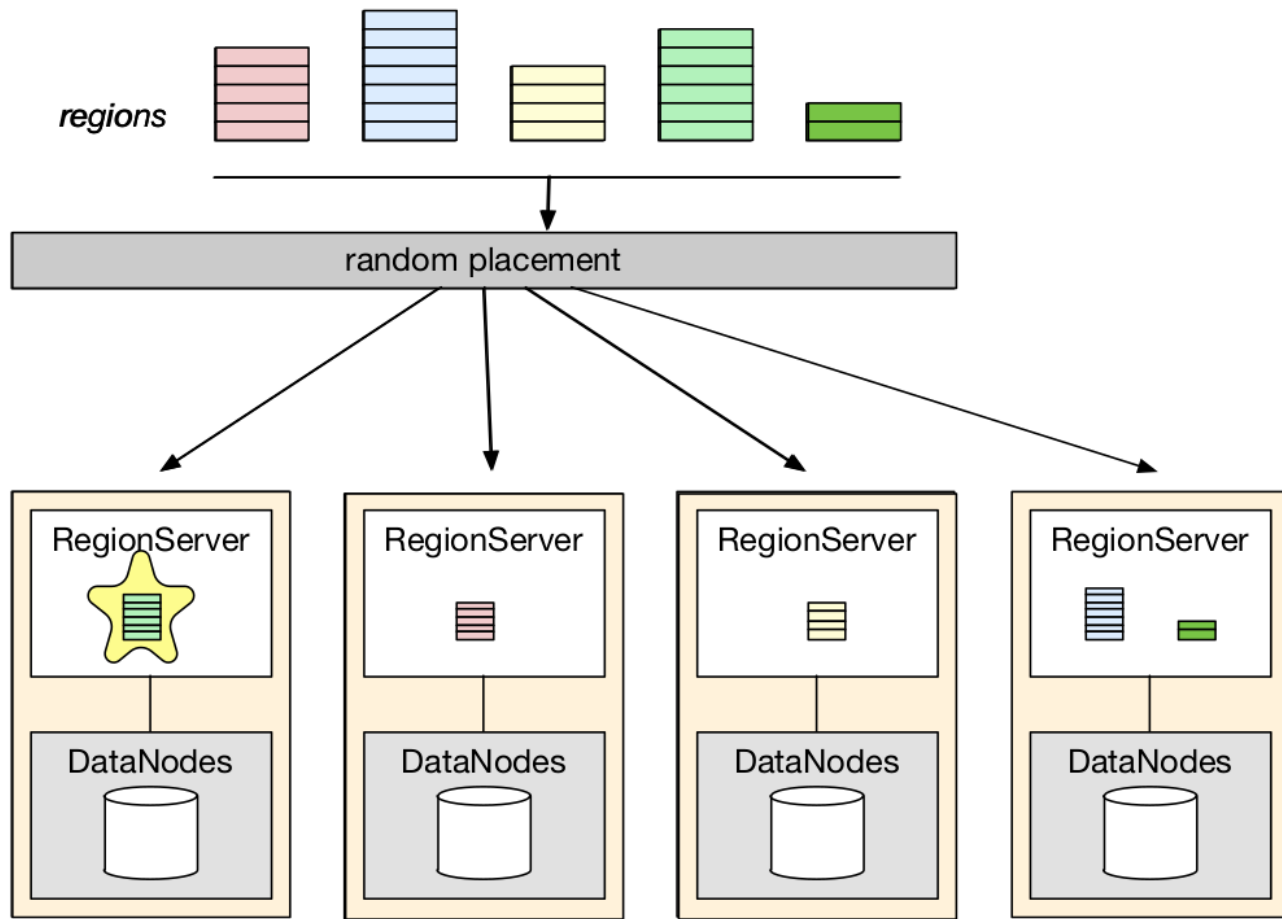 regions
random placement
RegionServer
RegionServer
RegionServer
RegionServer
DataNodes
DataNodes
DataNodes
DataNodes